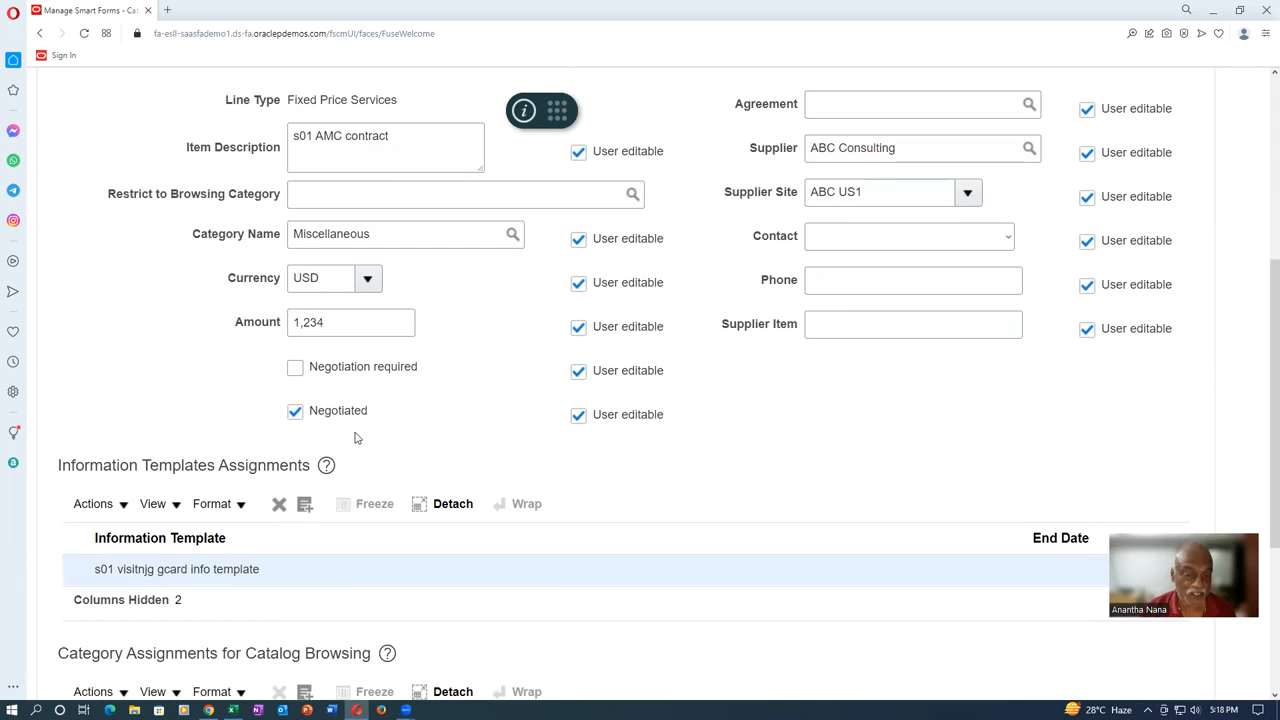 Manage Smart Forms - Cat
fa-esll-saasfademo1.ds-fa.oraclepdemos.com/fscmUI/faces/FuseWelcome
Sign In
Line Type Fixed Price Services
Agreement User editable
Item Description s01 AMC contract User editable
Supplier ABC Consulting User editable
Restrict to Browsing Category
Supplier Site ABC US1 User editable
Category Name Miscellaneous User editable
Contact User editable
Currency USD User editable
Phone User editable
Amount 1,234 User editable
Supplier Item User editable
Negotiation required User editable
Negotiated User editable
Information Templates Assignments ?
Actions View Format Freeze Detach Wrap
Information Template End Date
s01 visitnjg gcard info template
Columns Hidden 2
Anantha Nana
Category Assignments for Catalog Browsing ?
Actions View Format Freeze Detach Wrap
28°C Haze 5:18 PM